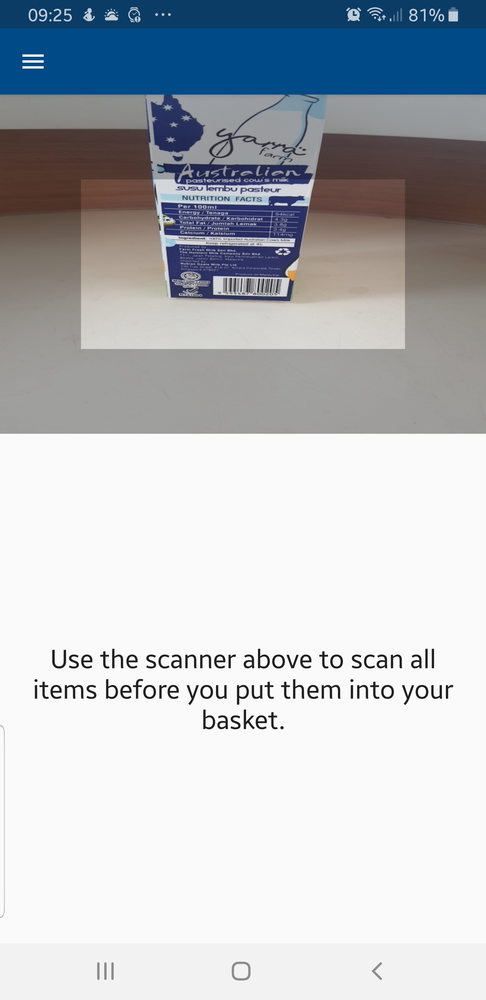 09:25
81%
yarra
farm
Australian
pasteurised cow's milk
susu lembu pasteur
NUTRITION FACTS
Per 100ml
Energy / Tenaga 54kcal
Carbohydrate / Karbohidrat 4.3g
Total Fat / Jumlah Lemak 3.8g
Protein / Protein 3.4g
Calcium / Kalsium 114mg
Ingredient: 100% Imported Australian Cow's Milk
Keep refrigerated at 4°c
Produced by:
Farm Fresh Milk Sdn Bhd.
The Holstein Milk Company Sdn Bhd.
11-1, Jalan Petaling, Kaw Perindustrian Larkin,
80350, Johor Bahru, Malaysia.
Imported by:
Nubian Goats Milk Pte Ltd
100 Tras Street, #16-01, Amara Corporate Tower,
Singapore 079027
Product of Malaysia.
MS 1500:2009
9 555487 800205
Use the scanner above to scan all
items before you put them into your
basket.